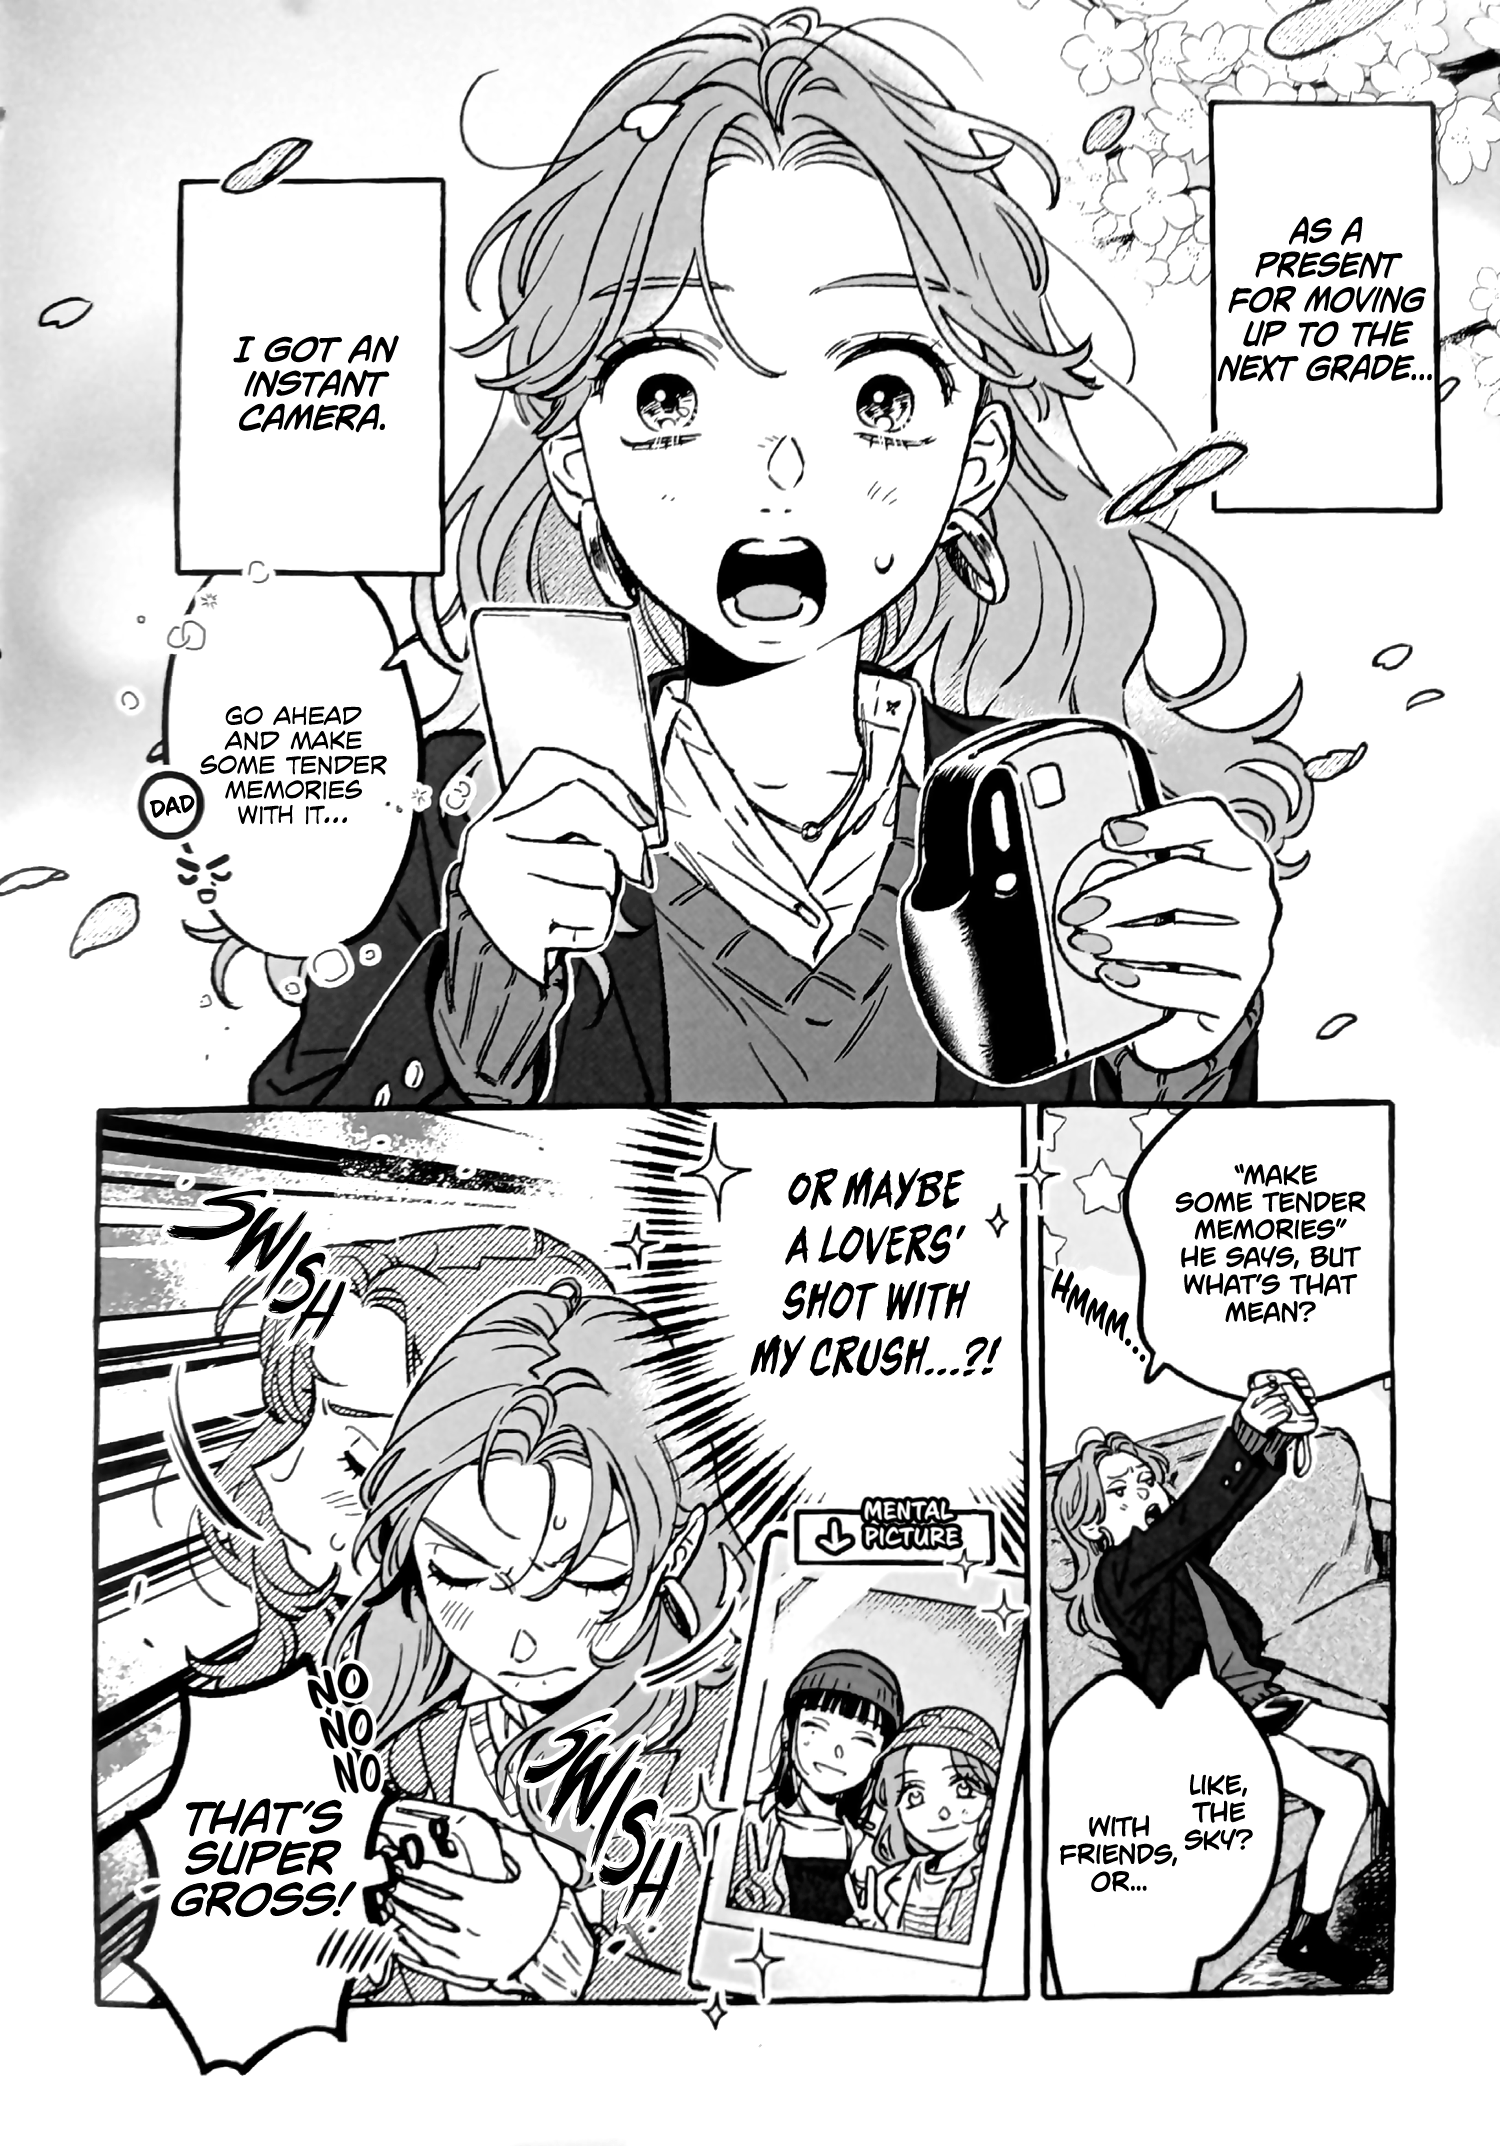 AS A
PRESENT
FOR MOVING
UP TO THE
NEXT GRADE...
I GOT AN
INSTANT
CAMERA.
GO AHEAD
AND MAKE
SOME TENDER
MEMORIES
WITH IT...
DAD
"MAKE
SOME TENDER
MEMORIES"
HE SAYS, BUT
WHAT'S THAT
MEAN?
HMMM...
LIKE,
THE
SKY?
WITH
FRIENDS,
OR...
OR MAYBE
A LOVERS'
SHOT WITH
MY CRUSH...?!
MENTAL
PICTURE
SWISH
SWISH
NO
NO
NO
THAT'S
SUPER
GROSS!